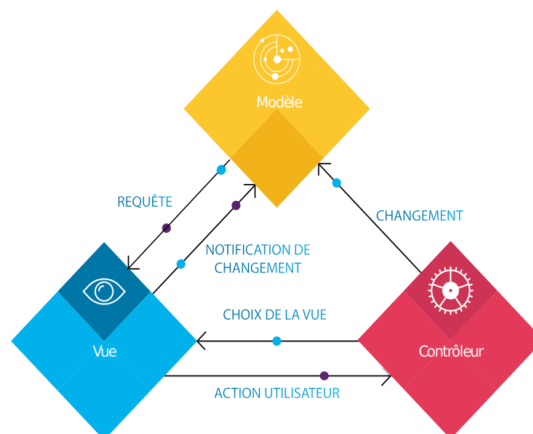 Modèle
REQUÊTE
CHANGEMENT
NOTIFICATION DE
CHANGEMENT
CHOIX DE LA VUE
Vue
Contrôleur
ACTION UTILISATEUR